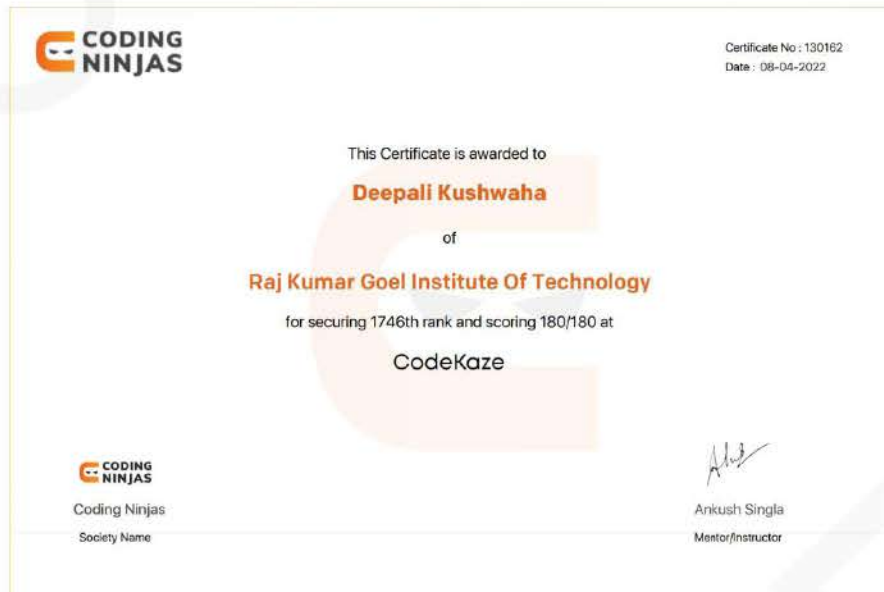 CODING
NINJAS
Certificate No : 130162
Date : 08-04-2022
This Certificate is awarded to
Deepali Kushwaha
of
Raj Kumar Goel Institute Of Technology
for securing 1746th rank and scoring 180/180 at
CodeKaze
CODING
NINJAS
Coding Ninjas
Society Name
Ankush Singla
Mentor/Instructor